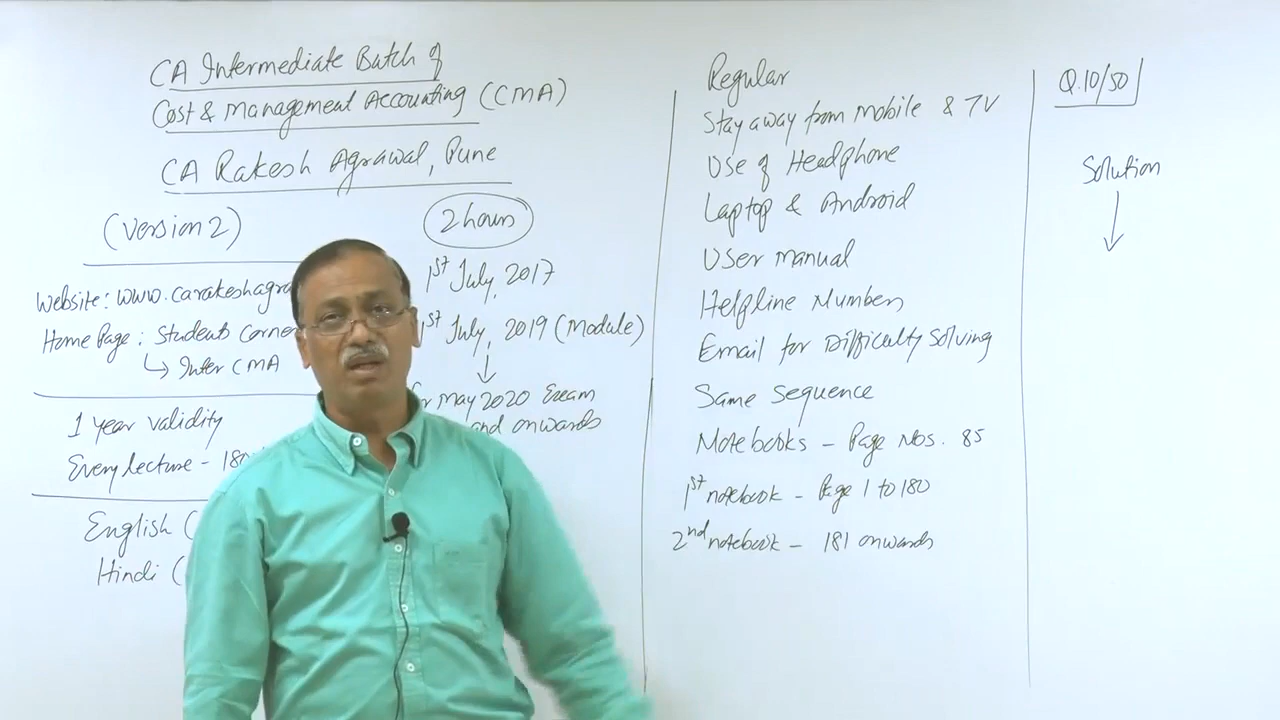 CA Intermediate Batch of
Cost & Management Accounting (CMA)
CA Rakesh Agrawal, Pune
(Version 2)
2 hours
Website: www.carakeshagra
Home Page: Students Corne
↳ Inter CMA
1st July, 2017
1st July, 2019 (Module)
↓
May 2020 Exam
and onwards
1 year validity
Every lecture - 180
English (
Hindi (
Regular
Stay away from Mobile & TV
Use of Headphone
Laptop & Android
User manual
Helpline Numbers
Email for Difficulty Solving
Same sequence
Notebooks - Page Nos. 85
1st notebook - Page 1 to 180
2nd notebook - 181 onwards
Q.10/50
Solution
↓